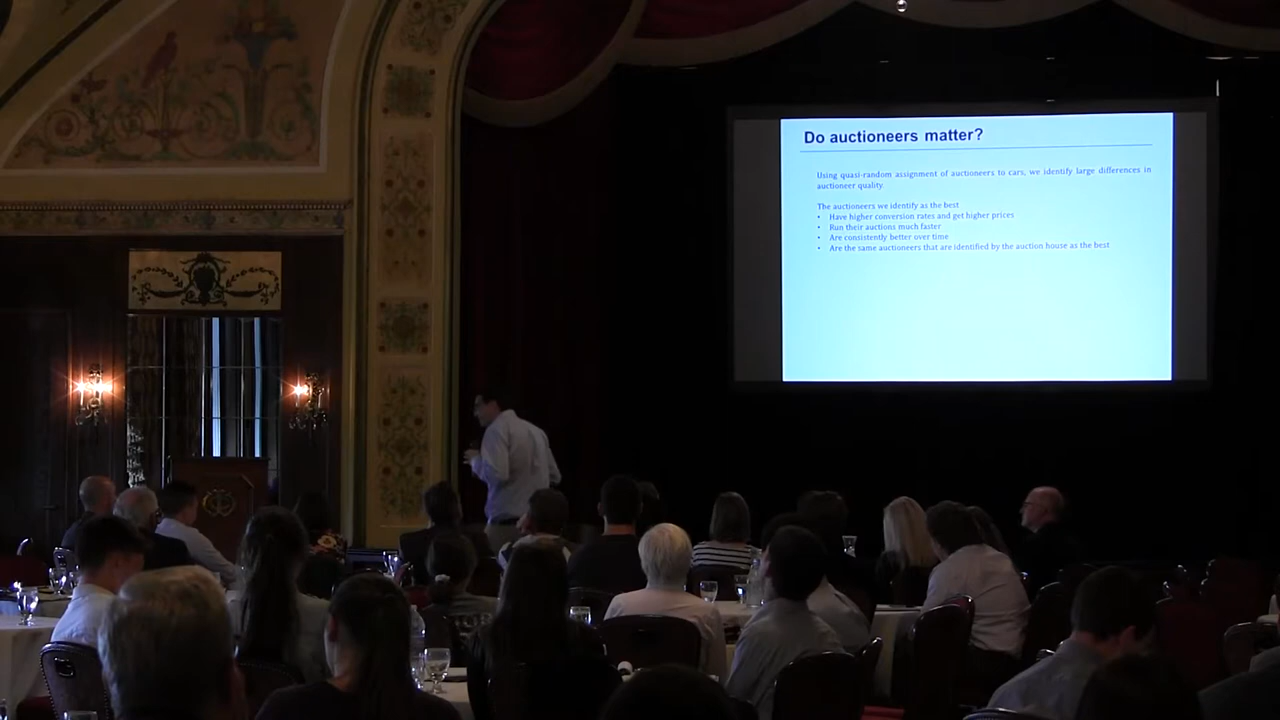 Do auctioneers matter?
Using quasi-random assignment of auctioneers to cars, we identify large differences in
auctioneer quality.
The auctioneers we identify as the best
• Have higher conversion rates and get higher prices
• Run their auctions much faster
• Are consistently better over time
• Are the same auctioneers that are identified by the auction house as the best